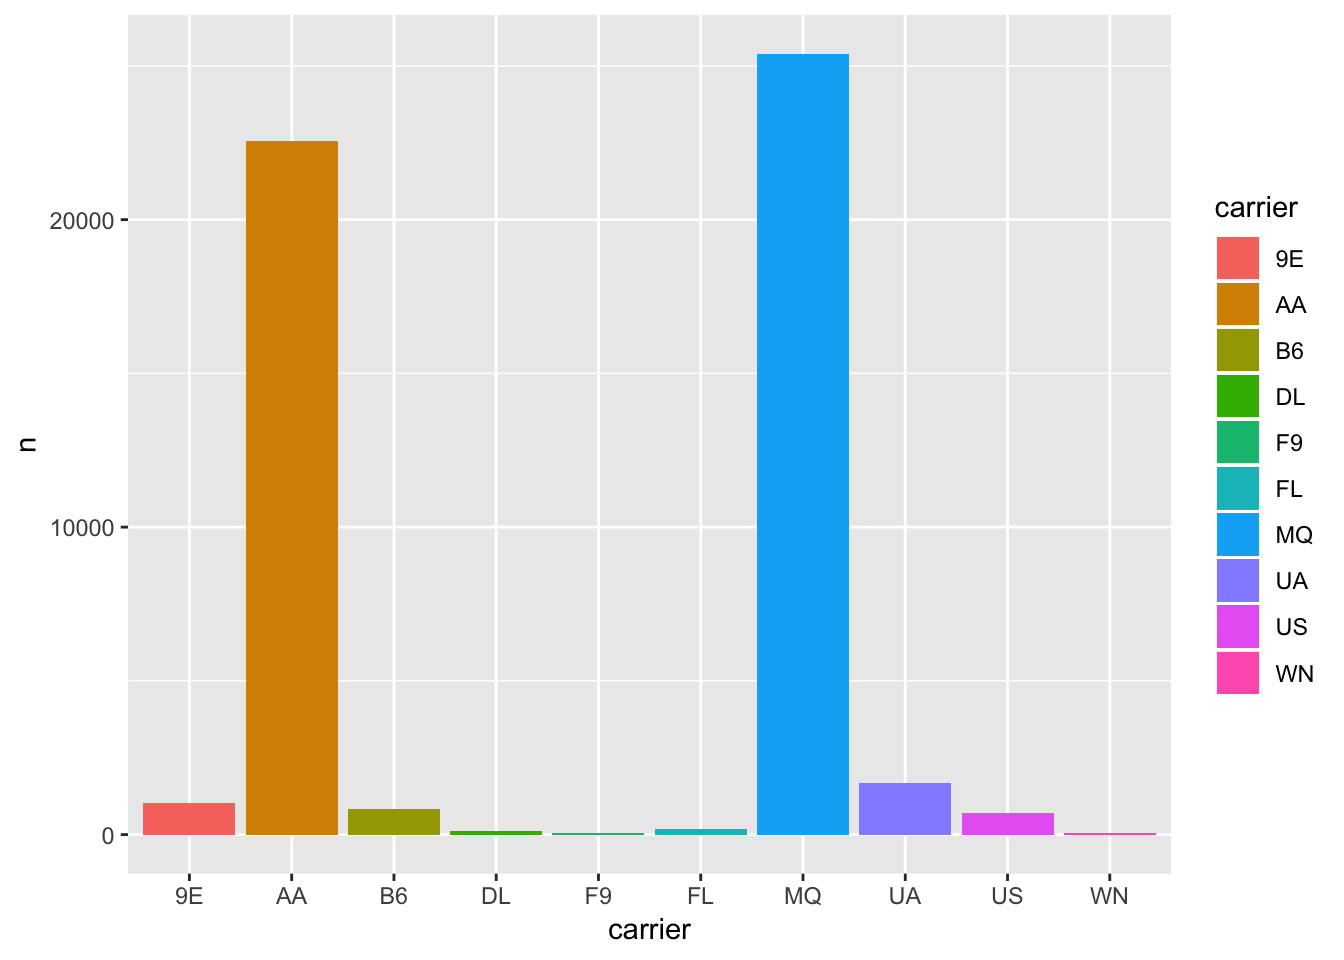 n
20000
10000
0
9E AA B6 DL F9 FL MQ UA US WN
carrier
carrier
9E
AA
B6
DL
F9
FL
MQ
UA
US
WN